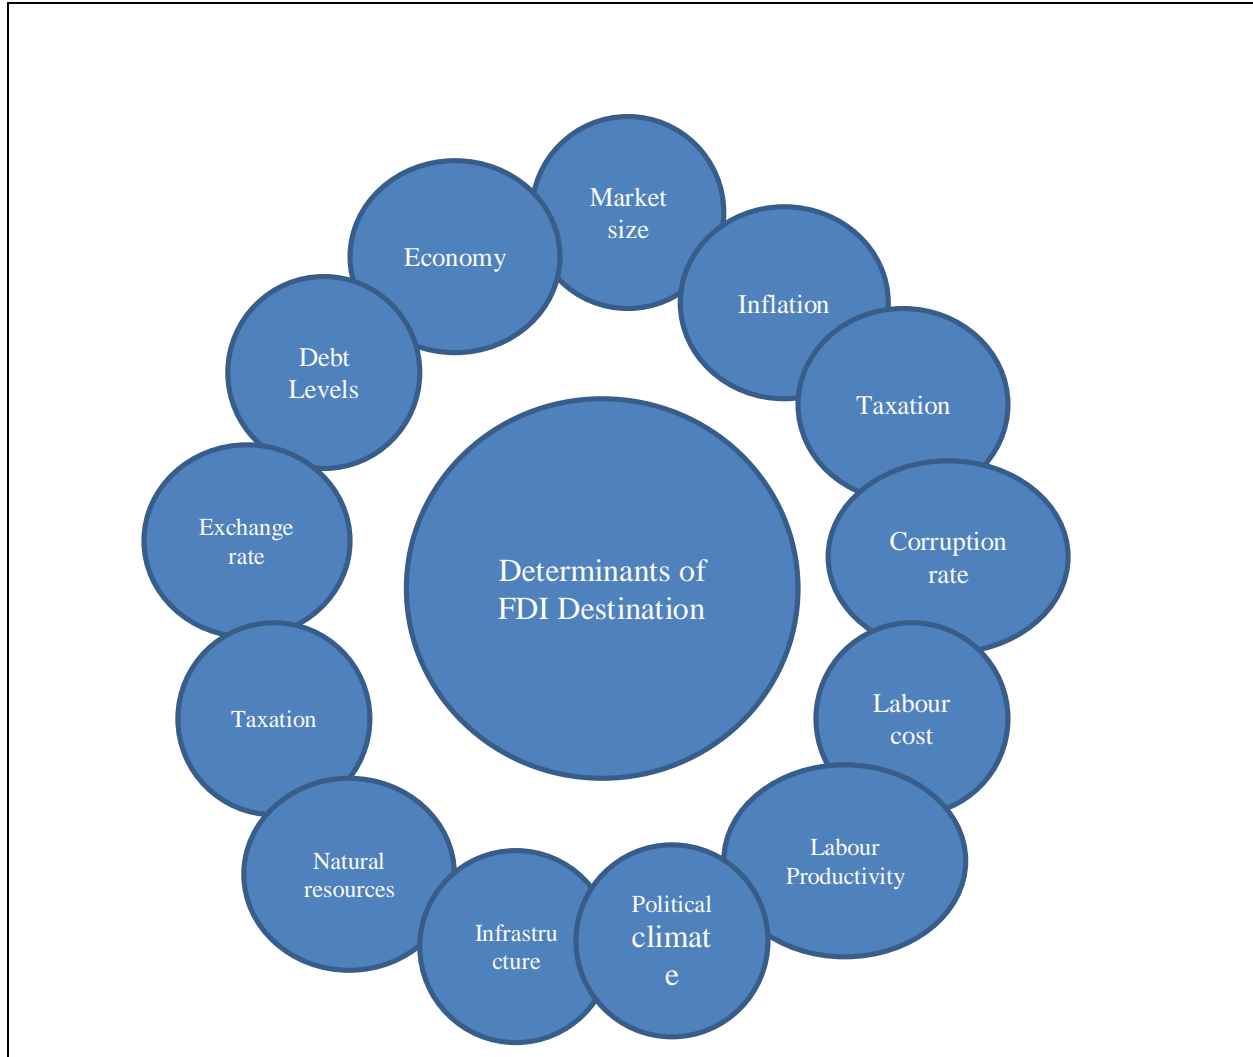 Market
size
Economy
Inflation
Debt
Levels
Taxation
Exchange
rate
Corruption
rate
Determinants of
FDI Destination
Taxation
Labour
cost
Natural
resources
Labour
Productivity
Infrastru
cture
Political
climat
e